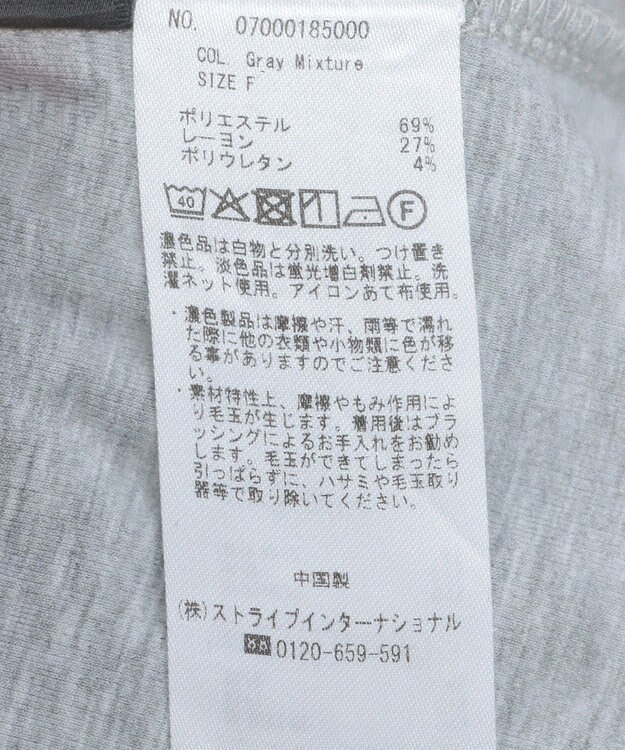 NO. 07000185000
COL. Gray Mixture
SIZE F
ポリエステル 69%
レーヨン 27%
ポリウレタン 4%
40 F
濃色品は白物と分別洗い。つけ置き
禁止。淡色品は蛍光増白剤禁止。洗
濯ネット使用。アイロンあて布使用。
・濃色製品は摩擦や汗、雨等で濡れ
た際に他の衣類や小物類に色が移
る事がありますのでご注意くださ
い。
・素材特性上、摩擦やもみ作用によ
り毛玉が生じます。着用後はブラ
ッシングによるお手入れをお勧め
します。毛玉ができてしまったら
引っぱらずに、ハサミや毛玉取り
器等で取り除いてください。
中国製
(株)ストライプインターナショナル
0120-659-591